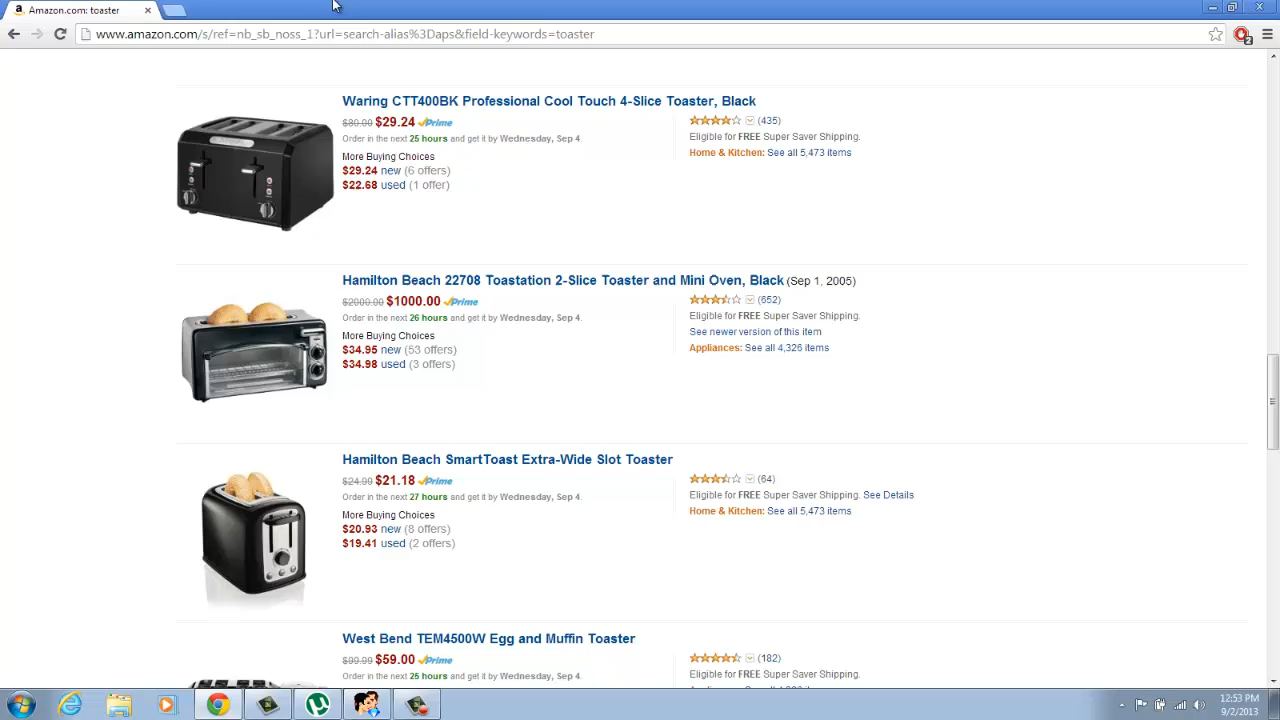 Amazon.com: toaster
www.amazon.com/s/ref=nb_sb_noss_1?url=search-alias%3Daps&field-keywords=toaster
2
Waring CTT400BK Professional Cool Touch 4-Slice Toaster, Black
$80.00 $29.24 Prime
Order in the next 25 hours and get it by Wednesday, Sep 4.
More Buying Choices
$29.24 new (6 offers)
$22.68 used (1 offer)
(435)
Eligible for FREE Super Saver Shipping.
Home & Kitchen: See all 5,473 items
Hamilton Beach 22708 Toastation 2-Slice Toaster and Mini Oven, Black (Sep 1, 2005)
$2000.00 $1000.00 Prime
Order in the next 26 hours and get it by Wednesday, Sep 4.
More Buying Choices
$34.95 new (53 offers)
$34.98 used (3 offers)
(652)
Eligible for FREE Super Saver Shipping.
See newer version of this item
Appliances: See all 4,326 items
Hamilton Beach SmartToast Extra-Wide Slot Toaster
$24.99 $21.18 Prime
Order in the next 27 hours and get it by Wednesday, Sep 4.
More Buying Choices
$20.93 new (8 offers)
$19.41 used (2 offers)
(64)
Eligible for FREE Super Saver Shipping. See Details
Home & Kitchen: See all 5,473 items
West Bend TEM4500W Egg and Muffin Toaster
$99.99 $59.00 Prime
Order in the next 25 hours and get it by Wednesday, Sep 4.
(182)
Eligible for FREE Super Saver Shipping.
12:53 PM
9/2/2013